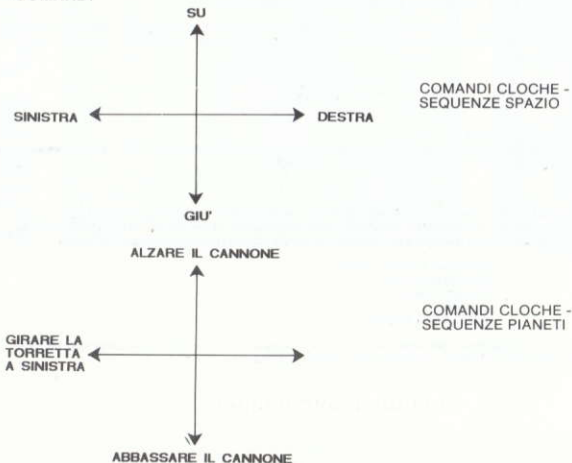 SU
SINISTRA
DESTRA
COMANDI CLOCHE -
SEQUENZE SPAZIO
GIU'
ALZARE IL CANNONE
COMANDI CLOCHE -
SEQUENZE PIANETI
GIRARE LA
TORRETTA
A SINISTRA
ABBASSARE IL CANNONE